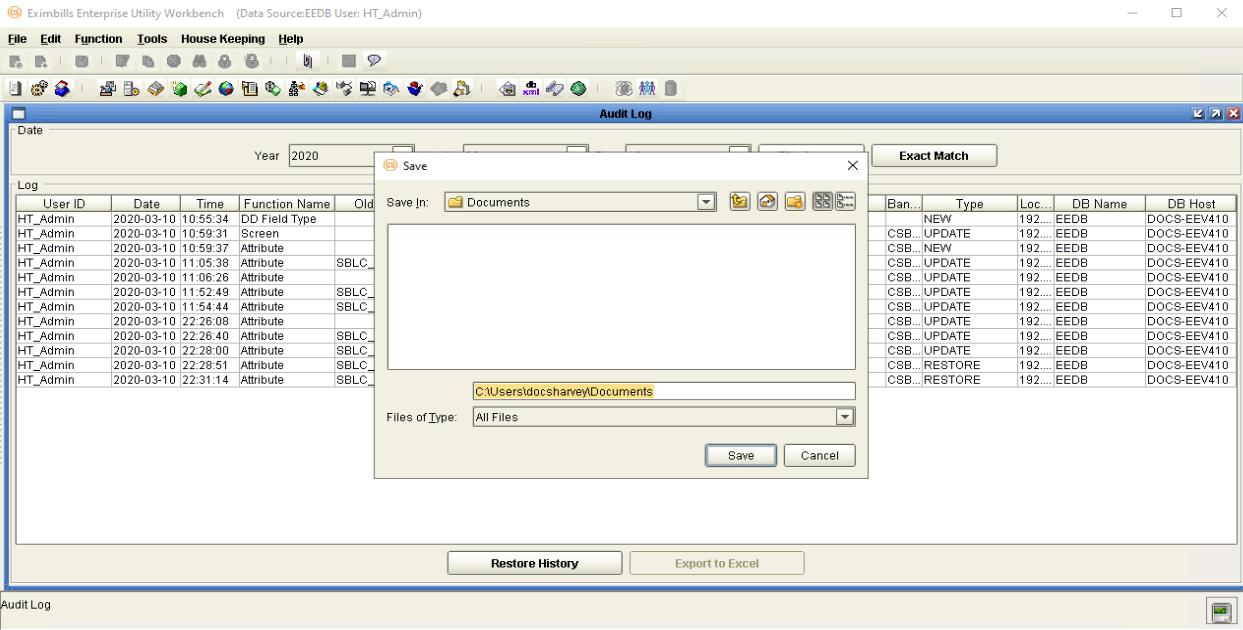 Eximbills Enterprise Utility Workbench (Data Source:EEDB User: HT_Admin)
File Edit Function Tools House Keeping Help
Audit Log
Date
Year 2020
Exact Match
Save
Save In: Documents
C:\Users\docsharvey\Documents
Files of Type: All Files
Save Cancel
Log
User ID Date Time Function Name Old Ban... Type Loc... DB Name DB Host
HT_Admin 2020-03-10 10:55:34 DD Field Type NEW 192.... EEDB DOCS-EEV410
HT_Admin 2020-03-10 10:59:31 Screen CSB... UPDATE 192.... EEDB DOCS-EEV410
HT_Admin 2020-03-10 10:59:37 Attribute CSB... NEW 192.... EEDB DOCS-EEV410
HT_Admin 2020-03-10 11:05:38 Attribute SBLC_ CSB... UPDATE 192.... EEDB DOCS-EEV410
HT_Admin 2020-03-10 11:06:26 Attribute CSB... UPDATE 192.... EEDB DOCS-EEV410
HT_Admin 2020-03-10 11:52:49 Attribute SBLC_ CSB... UPDATE 192.... EEDB DOCS-EEV410
HT_Admin 2020-03-10 11:54:44 Attribute SBLC_ CSB... UPDATE 192.... EEDB DOCS-EEV410
HT_Admin 2020-03-10 22:26:08 Attribute CSB... UPDATE 192.... EEDB DOCS-EEV410
HT_Admin 2020-03-10 22:26:40 Attribute SBLC_ CSB... UPDATE 192.... EEDB DOCS-EEV410
HT_Admin 2020-03-10 22:28:00 Attribute SBLC_ CSB... UPDATE 192.... EEDB DOCS-EEV410
HT_Admin 2020-03-10 22:28:51 Attribute SBLC_ CSB... RESTORE 192.... EEDB DOCS-EEV410
HT_Admin 2020-03-10 22:31:14 Attribute SBLC_ CSB... RESTORE 192.... EEDB DOCS-EEV410
Restore History Export to Excel
Audit Log